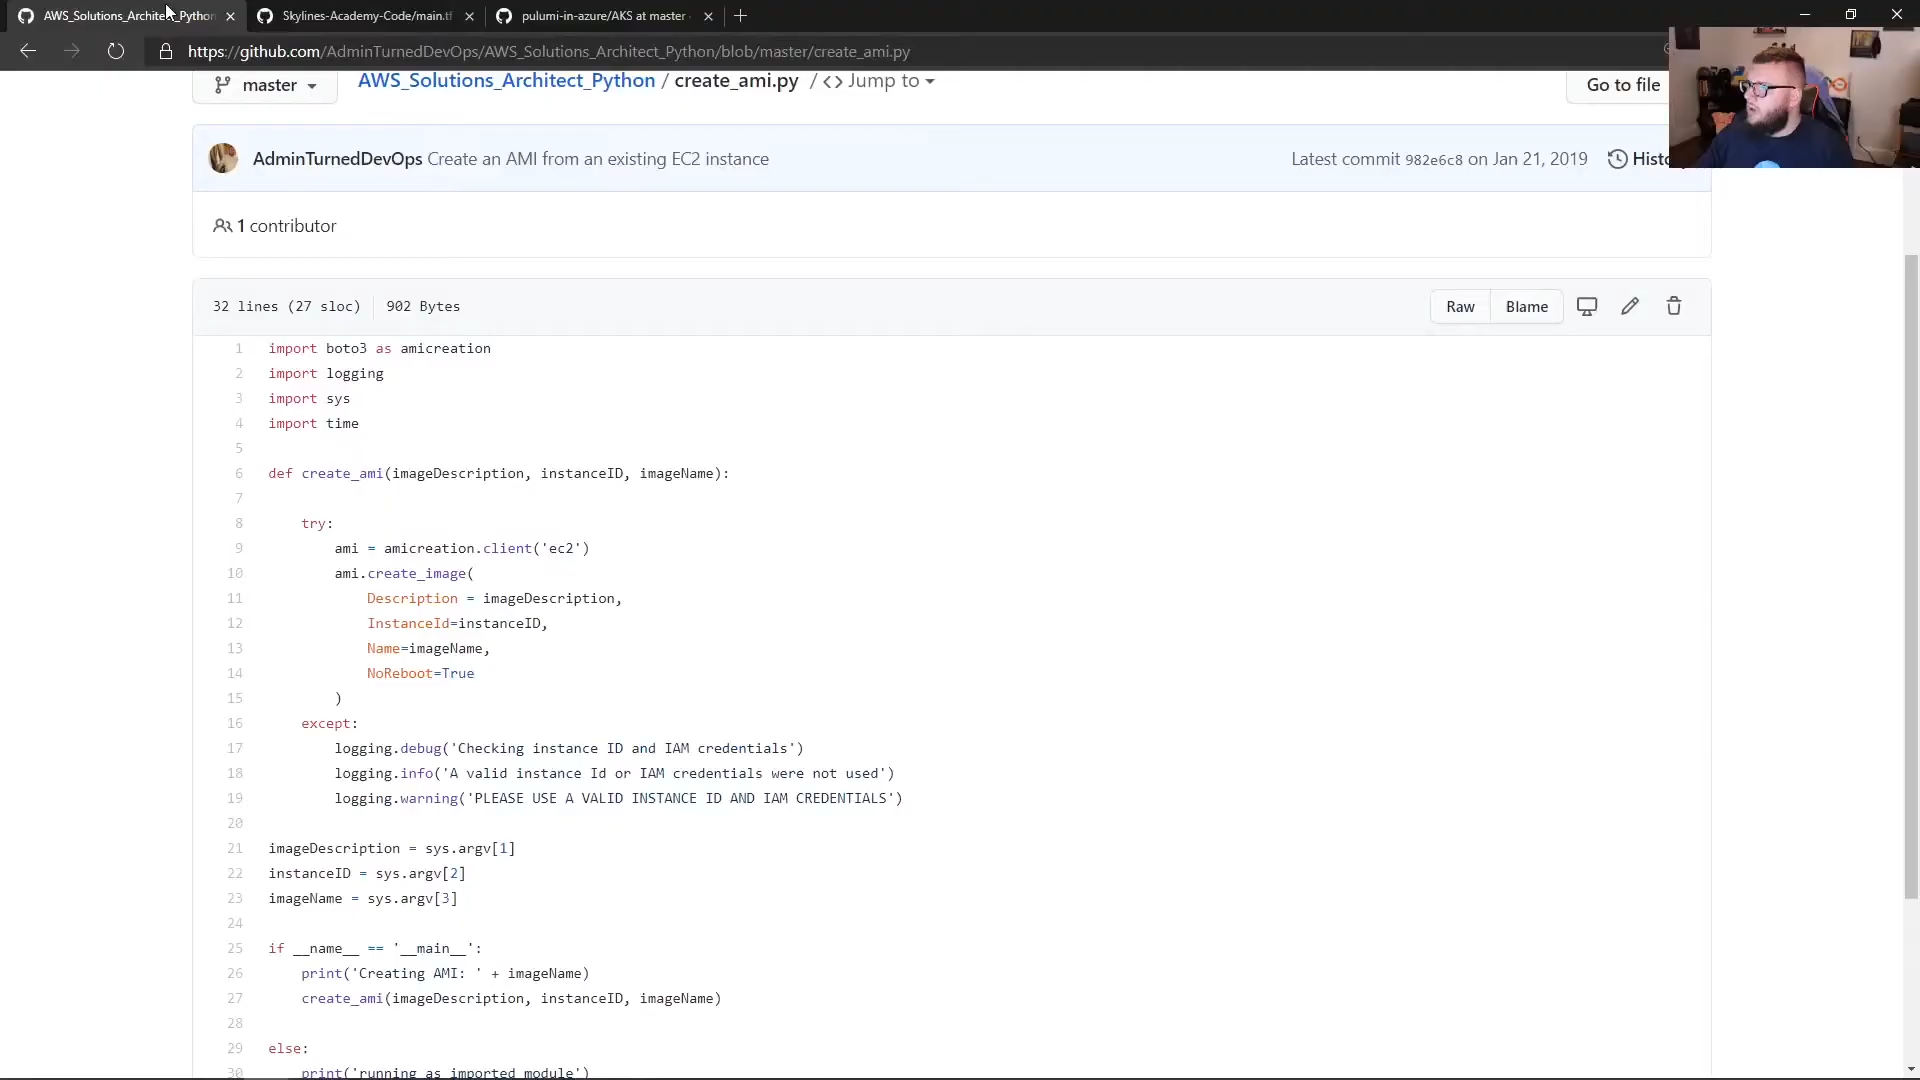 AWS_Solutions_Architect_Python
Skylines-Academy-Code/main.tf
pulumi-in-azure/AKS at master
https://github.com/AdminTurnedDevOps/AWS_Solutions_Architect_Python/blob/master/create_ami.py
master
AWS_Solutions_Architect_Python / create_ami.py / <> Jump to
Go to file
AdminTurnedDevOps Create an AMI from an existing EC2 instance
Latest commit 982e6c8 on Jan 21, 2019
1 contributor
32 lines (27 sloc) 902 Bytes
Raw
Blame
1 import boto3 as amicreation
2 import logging
3 import sys
4 import time
5
6 def create_ami(imageDescription, instanceID, imageName):
7
8 try:
9 ami = amicreation.client('ec2')
10 ami.create_image(
11 Description = imageDescription,
12 InstanceId=instanceID,
13 Name=imageName,
14 NoReboot=True
15 )
16 except:
17 logging.debug('Checking instance ID and IAM credentials')
18 logging.info('A valid instance Id or IAM credentials were not used')
19 logging.warning('PLEASE USE A VALID INSTANCE ID AND IAM CREDENTIALS')
20
21 imageDescription = sys.argv[1]
22 instanceID = sys.argv[2]
23 imageName = sys.argv[3]
24
25 if __name__ == '__main__':
26 print('Creating AMI: ' + imageName)
27 create_ami(imageDescription, instanceID, imageName)
28
29 else:
30 print('running as imported module')